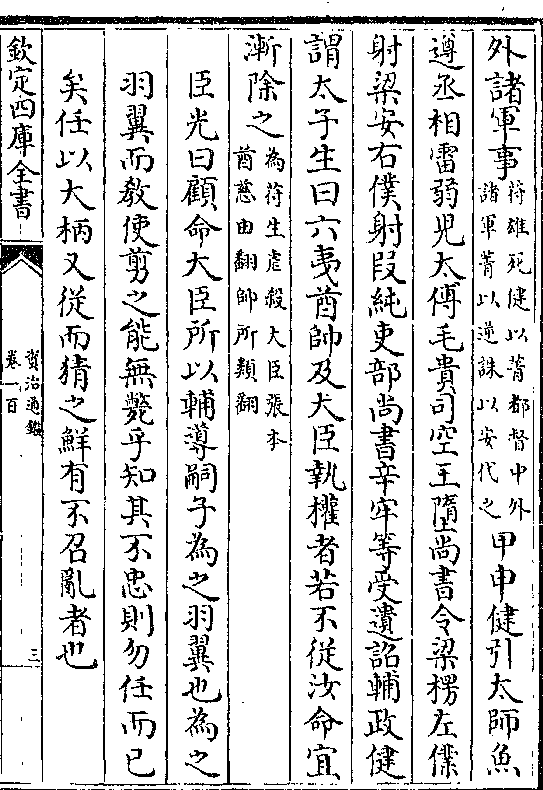 外諸軍事苻雄死健以菁都督中外
諸軍菁以逆誅以安代之甲申健引太師魚
遵丞相雷弱兒太傅毛貴司空王墮尚書令梁楞左僕
射梁安右僕射段純吏部尚書辛牢等受遺詔輔政健
謂太子生曰六夷酋帥及大臣執權者若不從汝命宜
漸除之為苻生虐殺大臣張本
酋慈由翻帥所類翻
臣光曰顧命大臣所以輔導嗣子為之羽翼也為之
羽翼而教使剪之能無斃乎知其不忠則勿任而已
矣任以大柄又從而猜之鮮有不召亂者也
欽定四庫全書
資治通鑑
卷一百
三